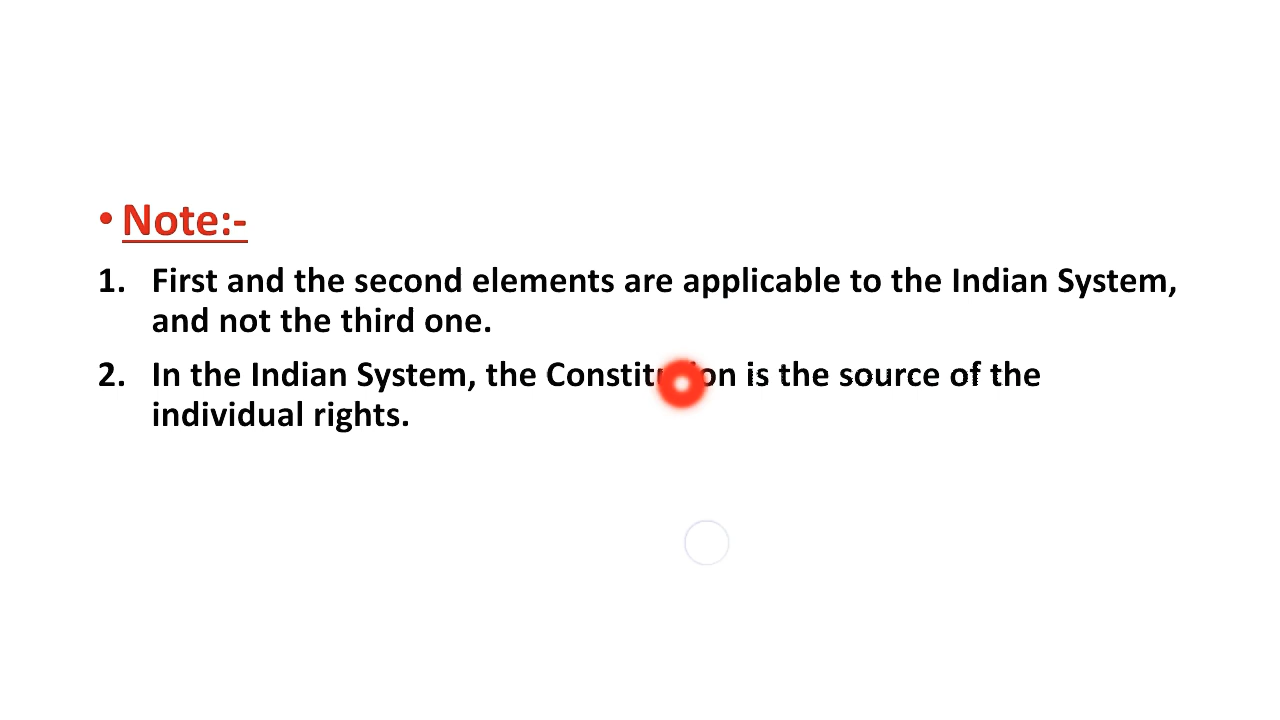 • Note:-
1. First and the second elements are applicable to the Indian System,
and not the third one.
2. In the Indian System, the Constitution is the source of the
individual rights.